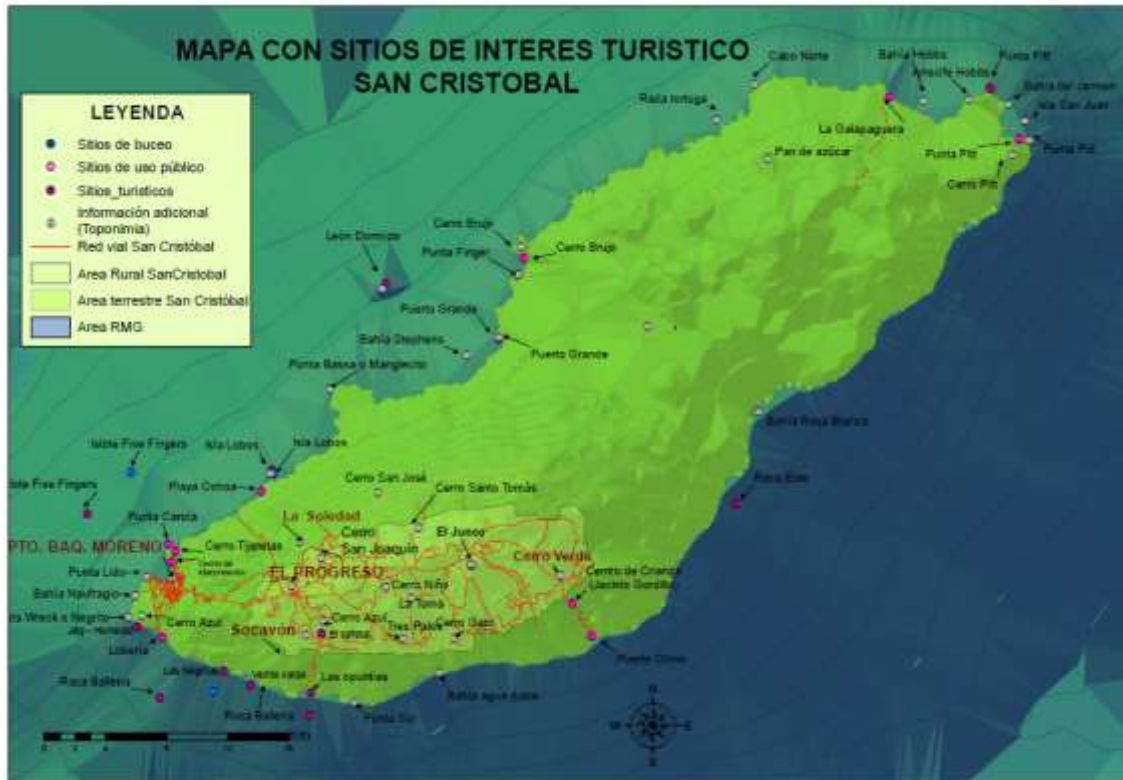 MAPA CON SITIOS DE INTERES TURISTICO
SAN CRISTOBAL
LEYENDA
Sitios de buceo
Sitios de uso público
Sitios_turisticos
Información adicional
(Toponimia)
Red vial San Cristóbal
Area Rural SanCristobal
Area terrestre San Cristóbal
Area RMG
Cabo Norte
Bahía Hobbs
Arrecife Hobbs
Punta Pitt
Bahía del carmen
Isla San Juan
Rada tortuga
La Galapaguera
Pan de azúcar
Punta Pitt
Punta Pitt
Cerro Pitt
Cerro Brujo
Cerro Brujo
León Dormido
Punta Finger
Puerto Grande
Puerto Grande
Bahía Stephens
Punta Bassa o Manglecito
Bahía Rosa Blanca
Islote Five Fingers
Isla Lobos
Isla Lobos
Five Fingers
Playa Ochoa
Cerro San José
Cerro Santo Tomás
Punta Carola
La Soledad
El Junco
Cerro
San Joaquín
PTO. BAQ. MORENO
Cerro Tijeretas
Cerro Verde
Punta Lido
EL PROGRESO
Centro de Crianza
Cerro Niño
La Toma
Bahía Naufragio
Wreck o Negrito
Cerro Azul
Cerro Azul
Socavón
Tres Palos
Cerro Gato
Lobería
Puerto Chino
Roca Ballena
Las Negritas
Las opuntias
Bahía agua dulce
Roca Ballena
Punta Sur
N
E
S